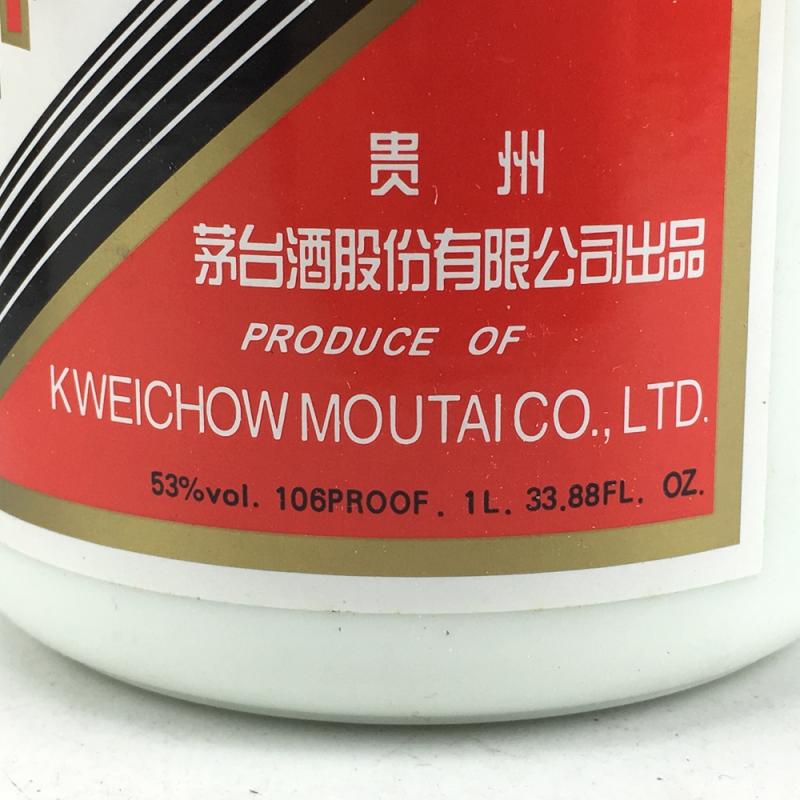 贵州
茅台酒股份有限公司出品
PRODUCE OF
KWEICHOW MOUTAI CO., LTD.
53%vol. 106PROOF. 1L. 33.88FL. OZ.